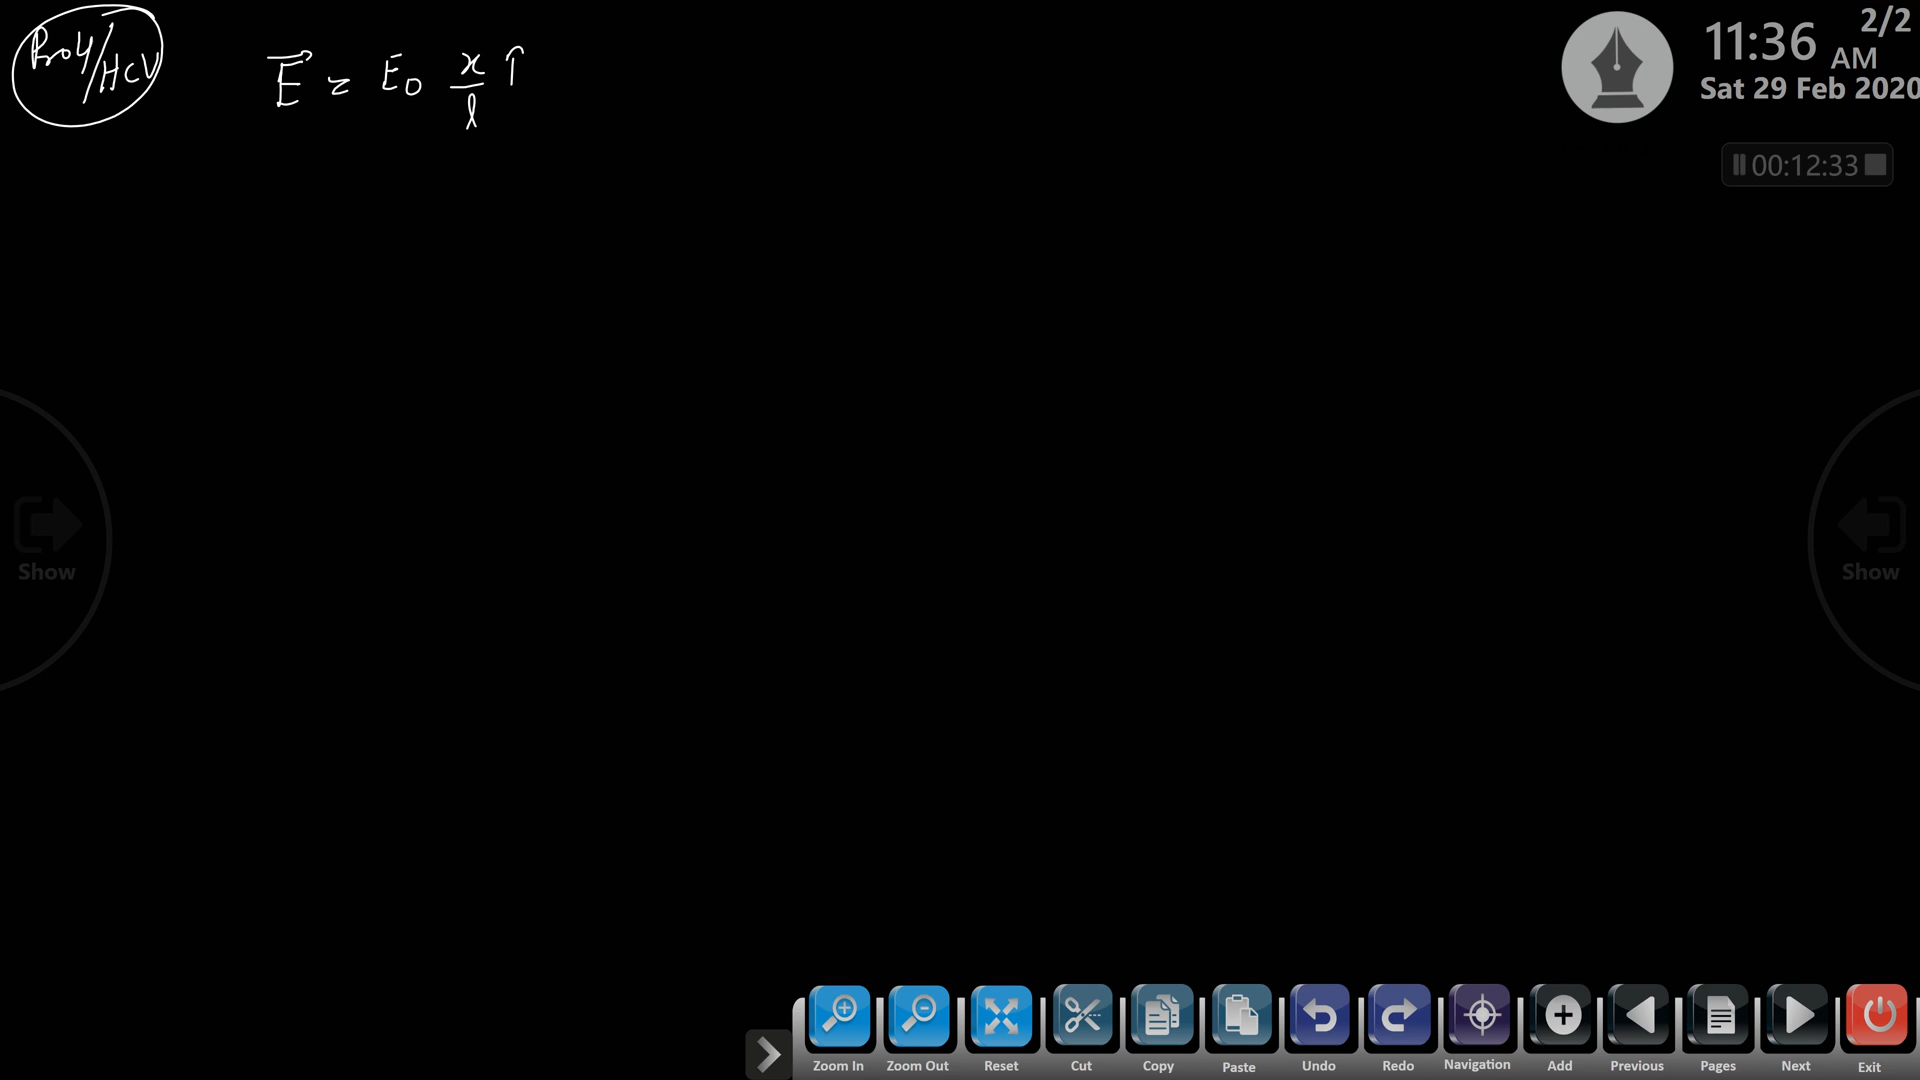 Pro4/HCV
E⃗ = E₀ x/l î
2/2
11:36 AM
Sat 29 Feb 2020
00:12:33
Show
Show
Zoom In Zoom Out Reset Cut Copy Paste Undo Redo Navigation Add Previous Pages Next Exit